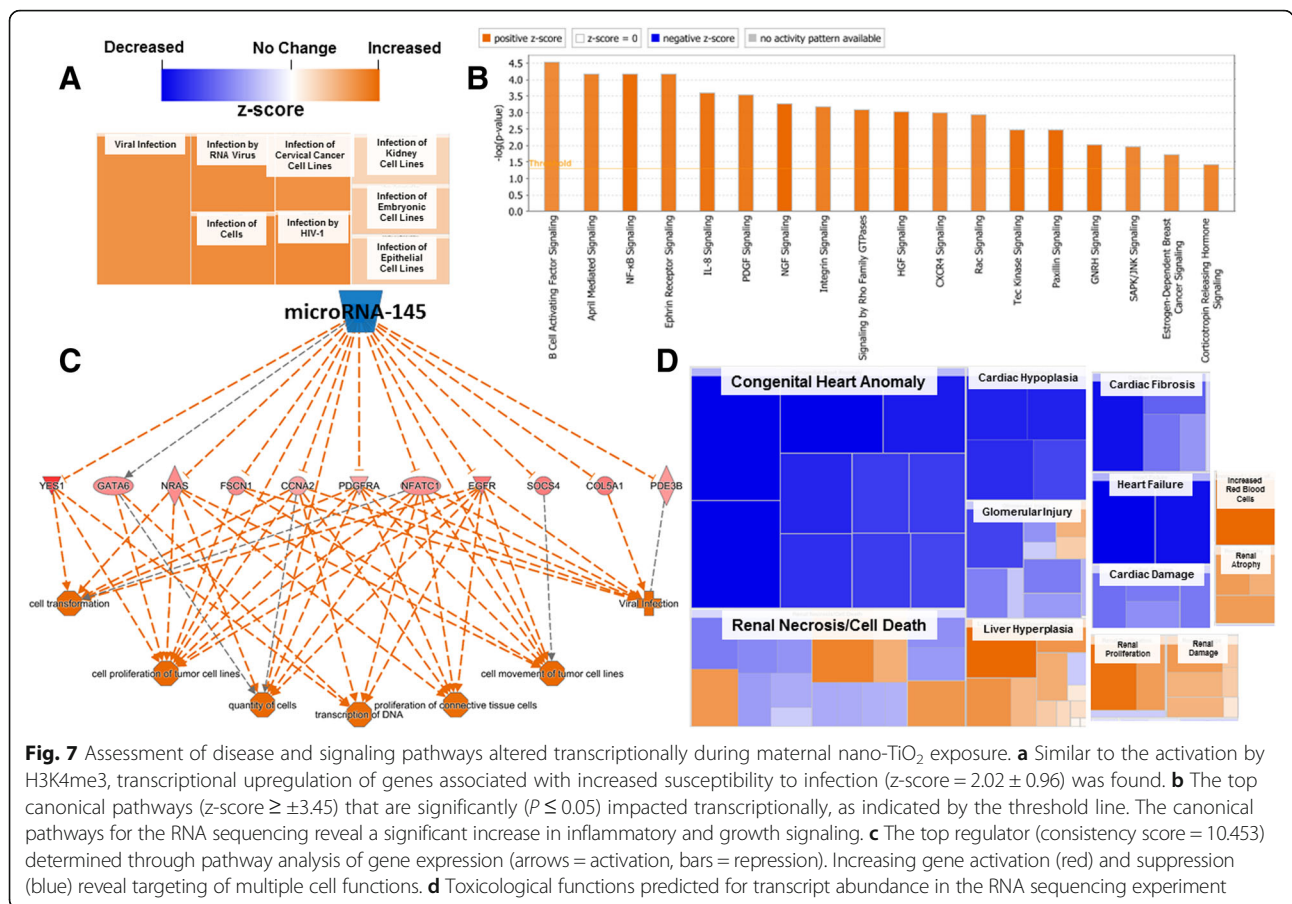 Decreased
No Change
Increased
A
z-score
Viral Infection
Infection by
RNA Virus
Infection of
Cervical Cancer
Cell Lines
Infection of
Kidney
Cell Lines
Infection of
Cells
Infection by
HIV-1
Infection of
Embryonic
Cell Lines
Infection of
Epithelial
Cell Lines
positive z-score
z-score = 0
negative z-score
no activity pattern available
B
-log(p-value)
4.5
4.0
3.5
3.0
2.5
2.0
1.5
1.0
0.5
0.0
Threshold
B Cell Activating Factor Signaling
April Mediated Signaling
NF-κB Signaling
Ephrin Receptor Signaling
IL-8 Signaling
PDGF Signaling
NGF Signaling
Integrin Signaling
Signaling by Rho Family GTPases
HGF Signaling
CXCR4 Signaling
Rac Signaling
Tec Kinase Signaling
Paxillin Signaling
GNRH Signaling
SAPK/JNK Signaling
Estrogen-Dependent Breast
Cancer Signaling
Corticotropin Releasing Hormone
Signaling
microRNA-145
C
YES1
GATA6
NRAS
FSCN1
CCNA2
PDGFRA
NFATC1
EGFR
SOCS4
COL5A1
PDE3B
cell transformation
Viral Infection
cell proliferation of tumor cell lines
cell movement of tumor cell lines
quantity of cells
proliferation of connective tissue cells
transcription of DNA
D
Congenital Heart Anomaly
Cardiac Hypoplasia
Cardiac Fibrosis
Heart Failure
Increased
Red Blood
Cells
Glomerular Injury
Renal
Atrophy
Cardiac Damage
Renal Necrosis/Cell Death
Liver Hyperplasia
Renal
Proliferation
Renal
Damage
Fig. 7 Assessment of disease and signaling pathways altered transcriptionally during maternal nano-TiO₂ exposure. a Similar to the activation by
H3K4me3, transcriptional upregulation of genes associated with increased susceptibility to infection (z-score = 2.02 ± 0.96) was found. b The top
canonical pathways (z-score ≥ ±3.45) that are significantly (P ≤ 0.05) impacted transcriptionally, as indicated by the threshold line. The canonical
pathways for the RNA sequencing reveal a significant increase in inflammatory and growth signaling. c The top regulator (consistency score = 10.453)
determined through pathway analysis of gene expression (arrows = activation, bars = repression). Increasing gene activation (red) and suppression
(blue) reveal targeting of multiple cell functions. d Toxicological functions predicted for transcript abundance in the RNA sequencing experiment